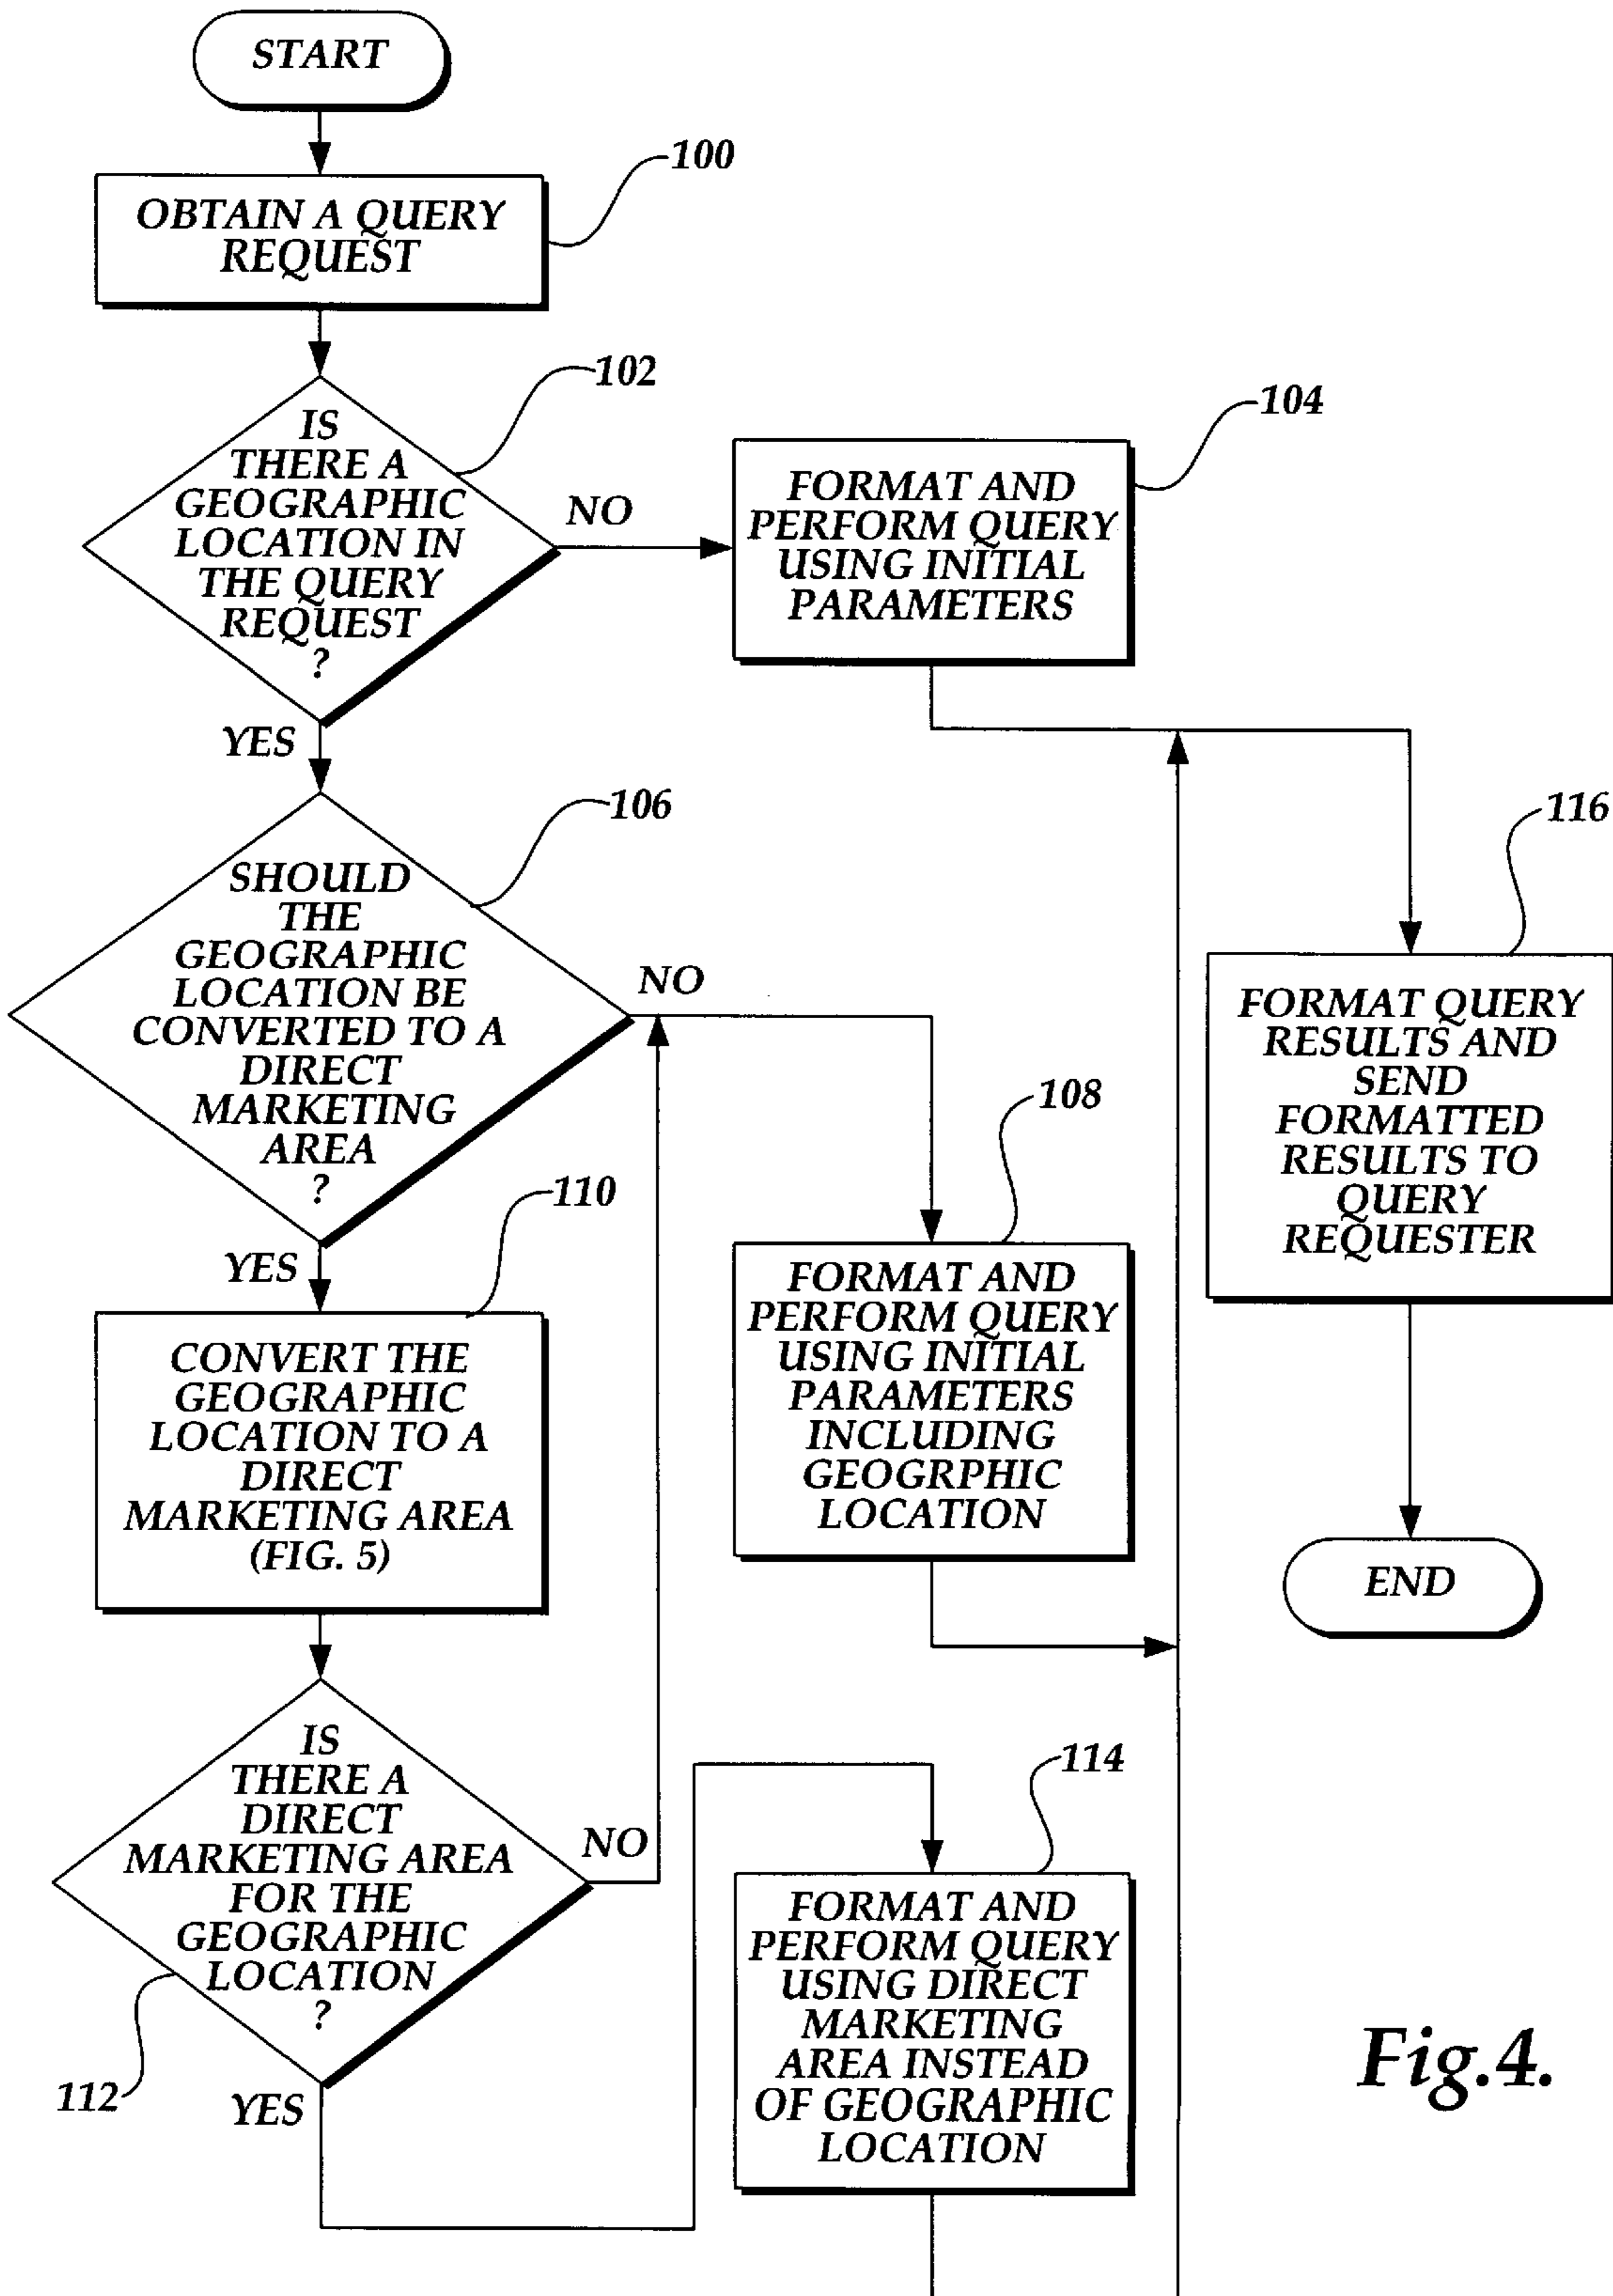 START
100
OBTAIN A QUERY
REQUEST
102
IS
THERE A
GEOGRAPHIC
LOCATION IN
THE QUERY
REQUEST
?
NO
YES
104
FORMAT AND
PERFORM QUERY
USING INITIAL
PARAMETERS
106
SHOULD
THE
GEOGRAPHIC
LOCATION BE
CONVERTED TO A
DIRECT
MARKETING
AREA
?
NO
YES
108
FORMAT AND
PERFORM QUERY
USING INITIAL
PARAMETERS
INCLUDING
GEOGRPHIC
LOCATION
110
CONVERT THE
GEOGRAPHIC
LOCATION TO A
DIRECT
MARKETING AREA
(FIG. 5)
IS
THERE A
DIRECT
MARKETING AREA
FOR THE
GEOGRAPHIC
LOCATION
?
112
NO
YES
114
FORMAT AND
PERFORM QUERY
USING DIRECT
MARKETING
AREA INSTEAD
OF GEOGRAPHIC
LOCATION
116
FORMAT QUERY
RESULTS AND
SEND
FORMATTED
RESULTS TO
QUERY
REQUESTER
END
Fig.4.